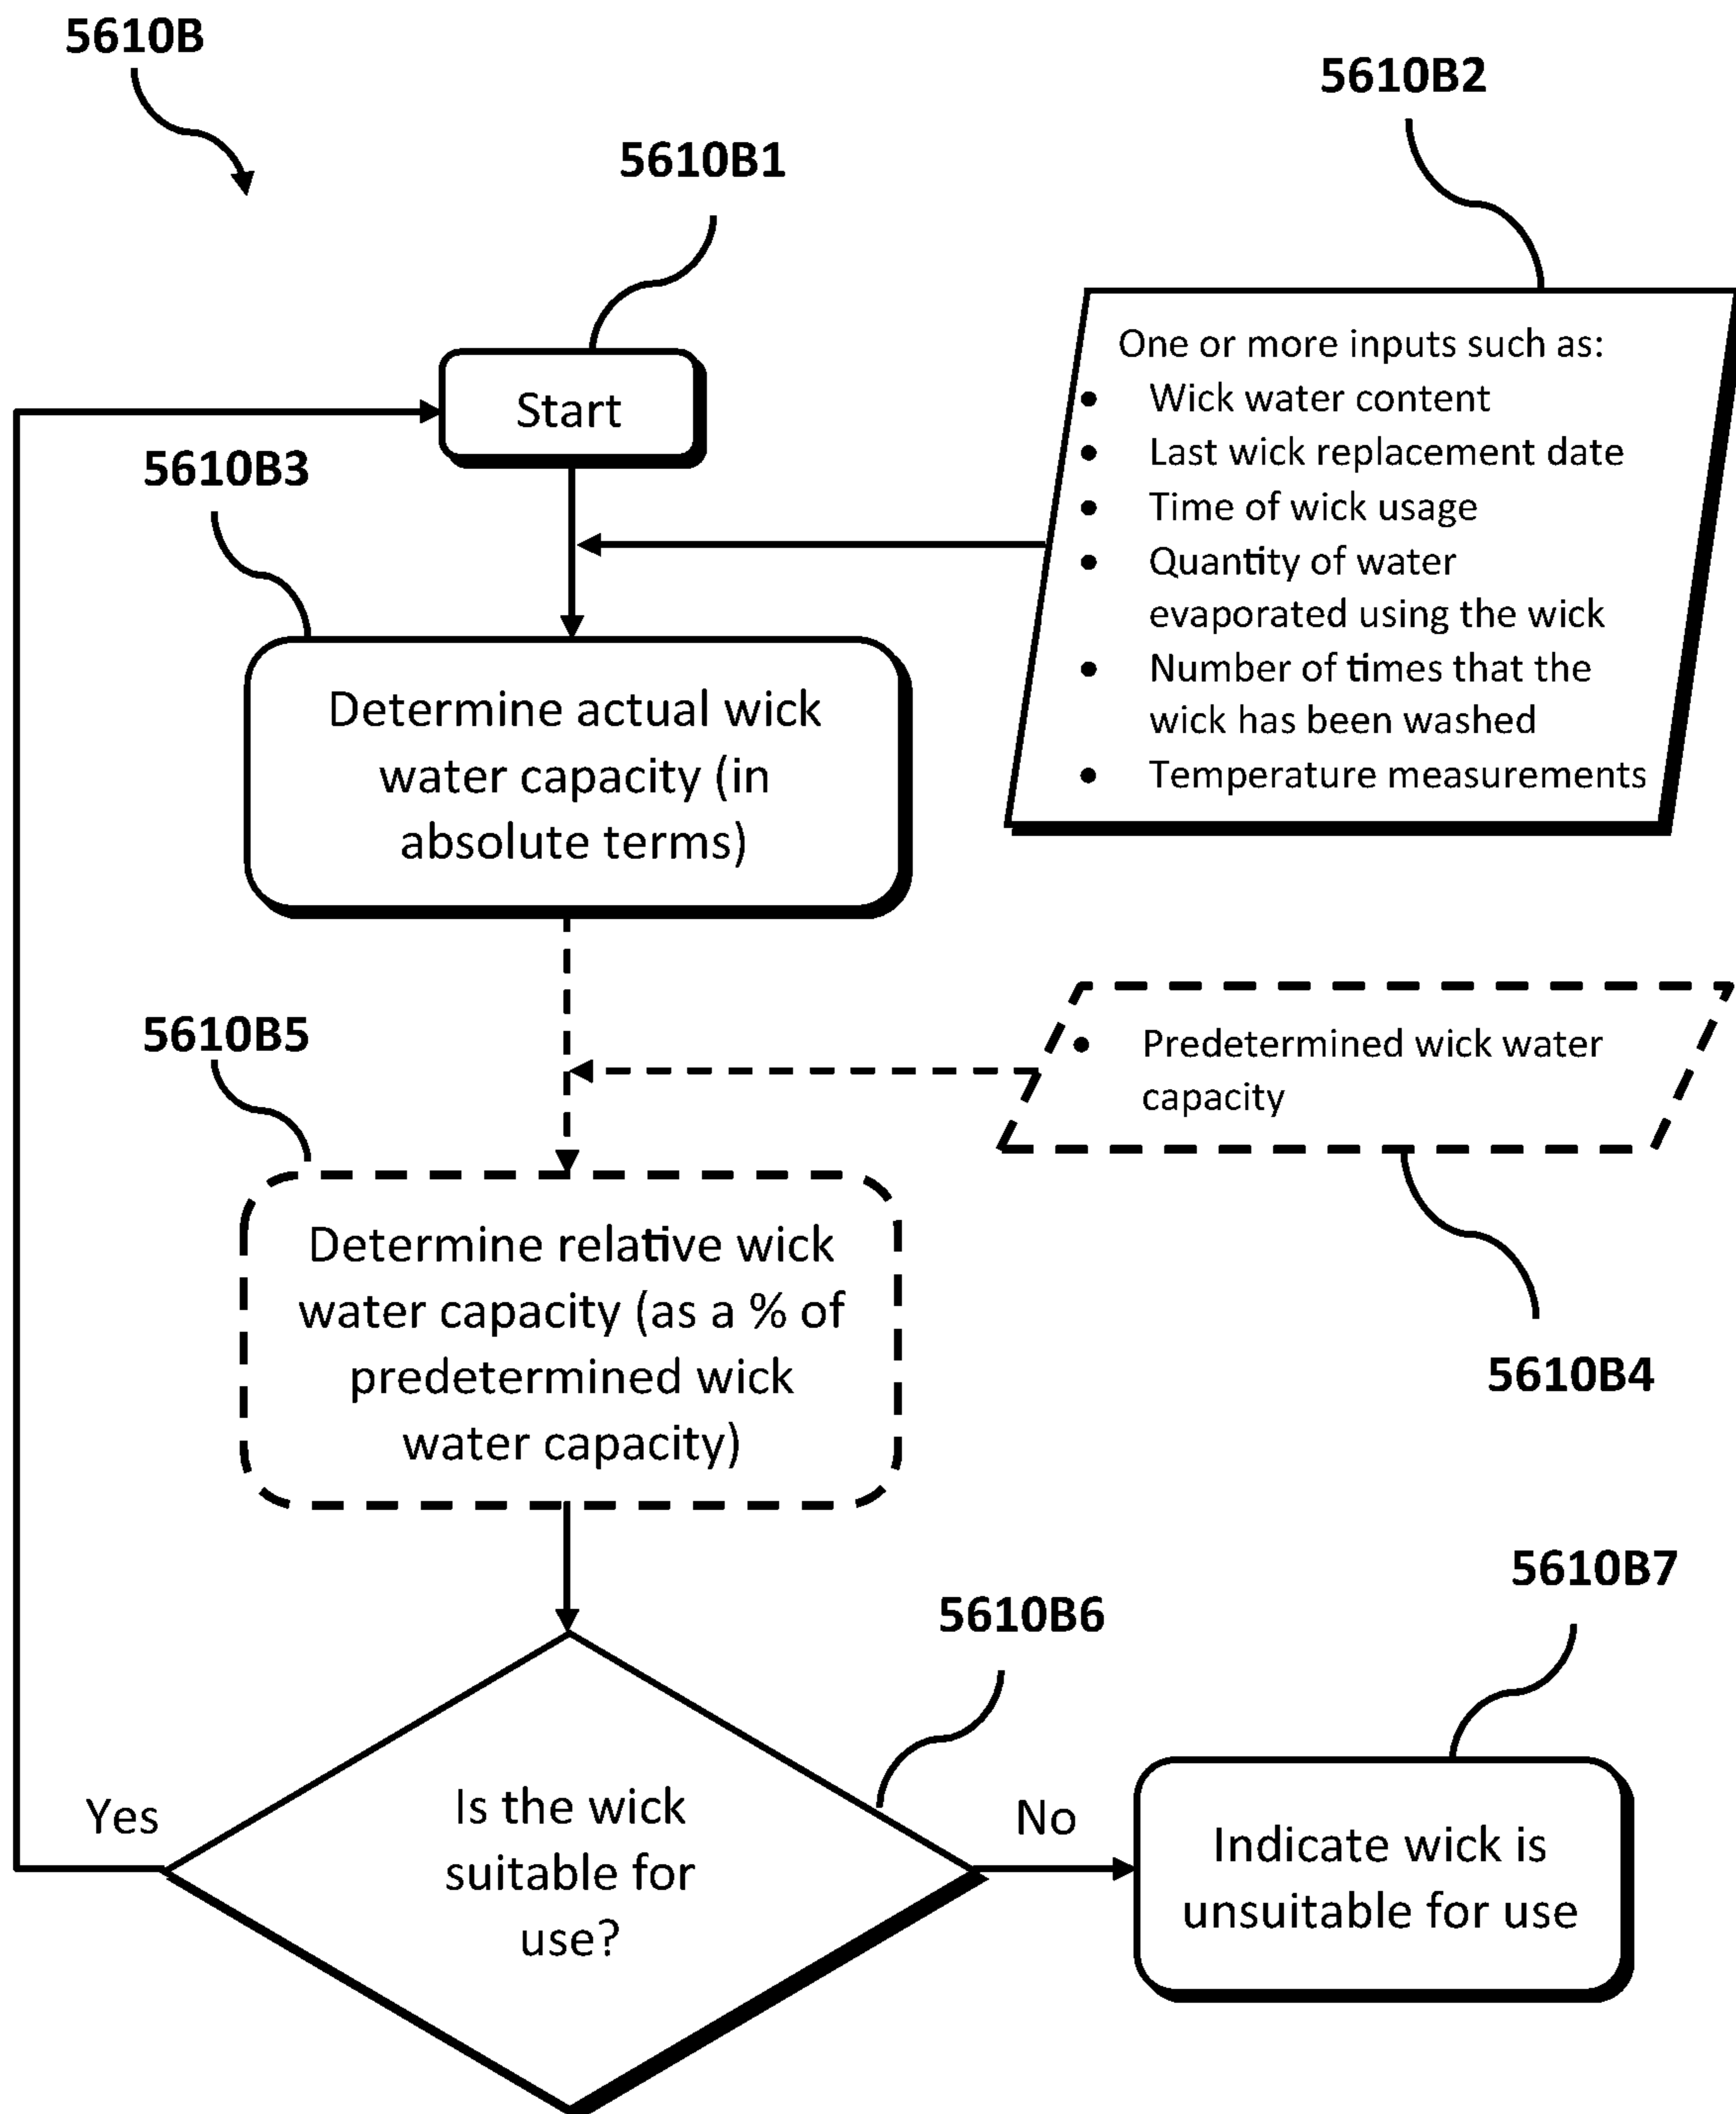 5610B
5610B2
5610B1
One or more inputs such as:
• Wick water content
• Last wick replacement date
• Time of wick usage
• Quantity of water
evaporated using the wick
• Number of times that the
wick has been washed
• Temperature measurements
Start
5610B3
Determine actual wick
water capacity (in
absolute terms)
5610B5
• Predetermined wick water
capacity
5610B4
Determine relative wick
water capacity (as a % of
predetermined wick
water capacity)
5610B7
5610B6
Yes
Is the wick
suitable for
use?
No
Indicate wick is
unsuitable for use